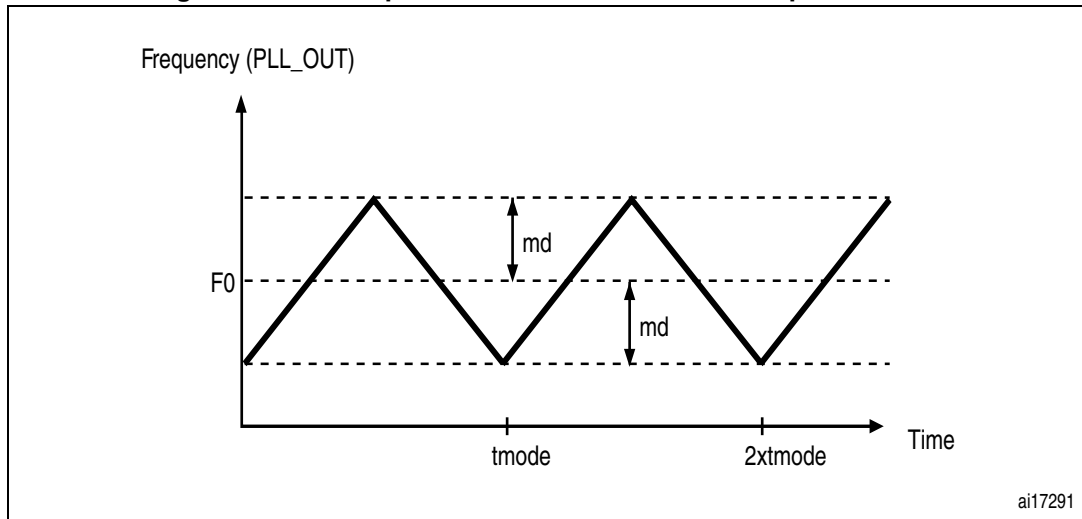 Frequency (PLL_OUT)
md
F0
md
tmode
2xtmode
Time
ai17291